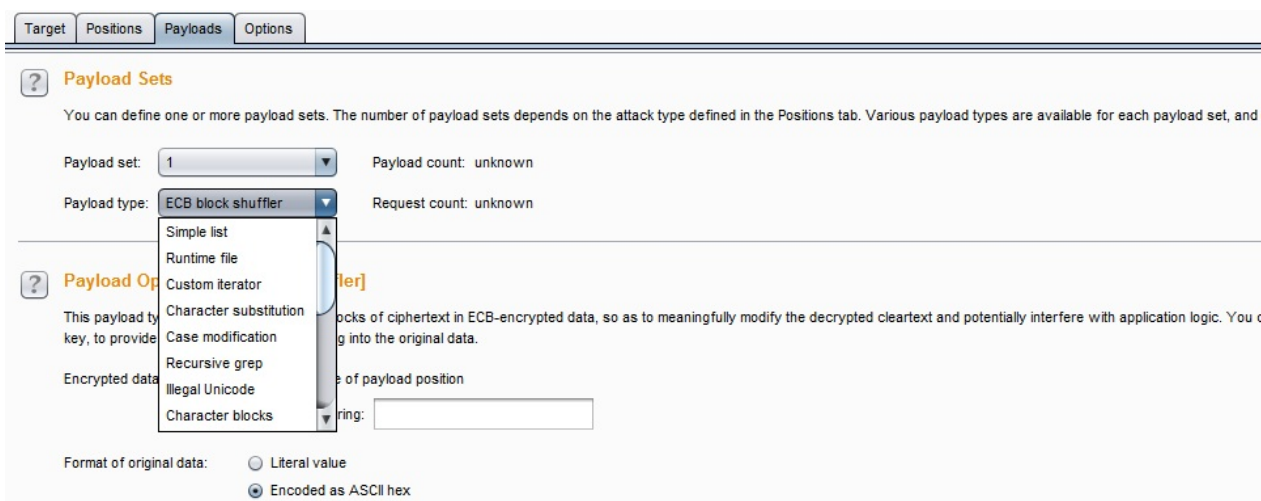 Target Positions Payloads Options
? Payload Sets
You can define one or more payload sets. The number of payload sets depends on the attack type defined in the Positions tab. Various payload types are available for each payload set, and
Payload set: 1 Payload count: unknown
Payload type: ECB block shuffler Request count: unknown
Simple list
Runtime file
Custom iterator
Character substitution
Case modification
Recursive grep
Illegal Unicode
Character blocks
? Payload Op fler]
This payload ty ocks of ciphertext in ECB-encrypted data, so as to meaningfully modify the decrypted cleartext and potentially interfere with application logic. You c
key, to provide g into the original data.
Encrypted data e of payload position
ring:
Format of original data: Literal value
Encoded as ASCII hex